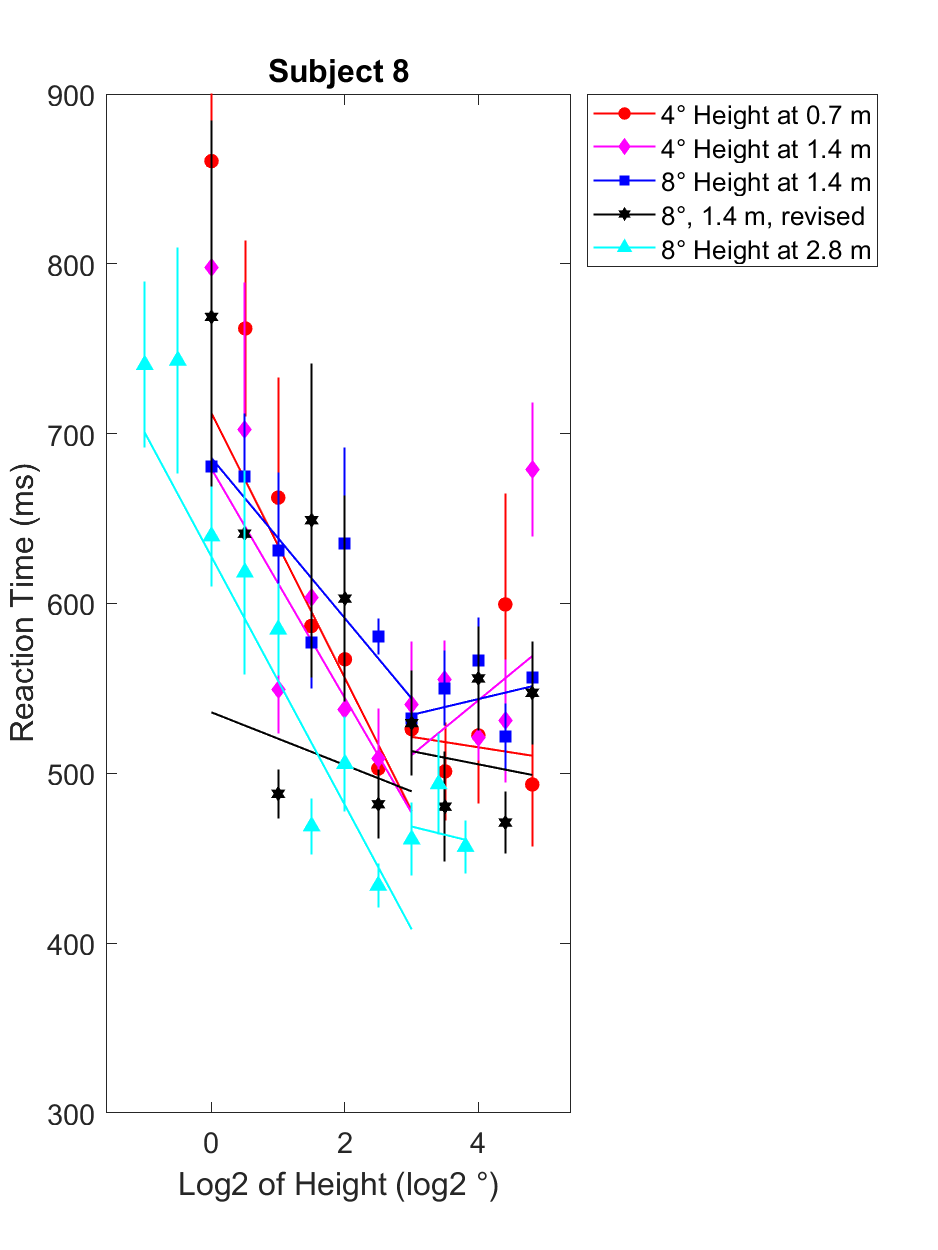 Subject 8
900
800
700
600
500
400
300
0
2
4
Reaction Time (ms)
Log2 of Height (log2 °)
4° Height at 0.7 m
4° Height at 1.4 m
8° Height at 1.4 m
8°, 1.4 m, revised
8° Height at 2.8 m